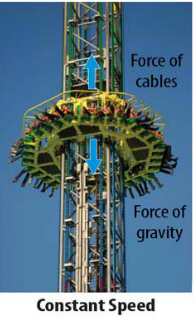 Force of
cables
Force of
gravity
Constant Speed